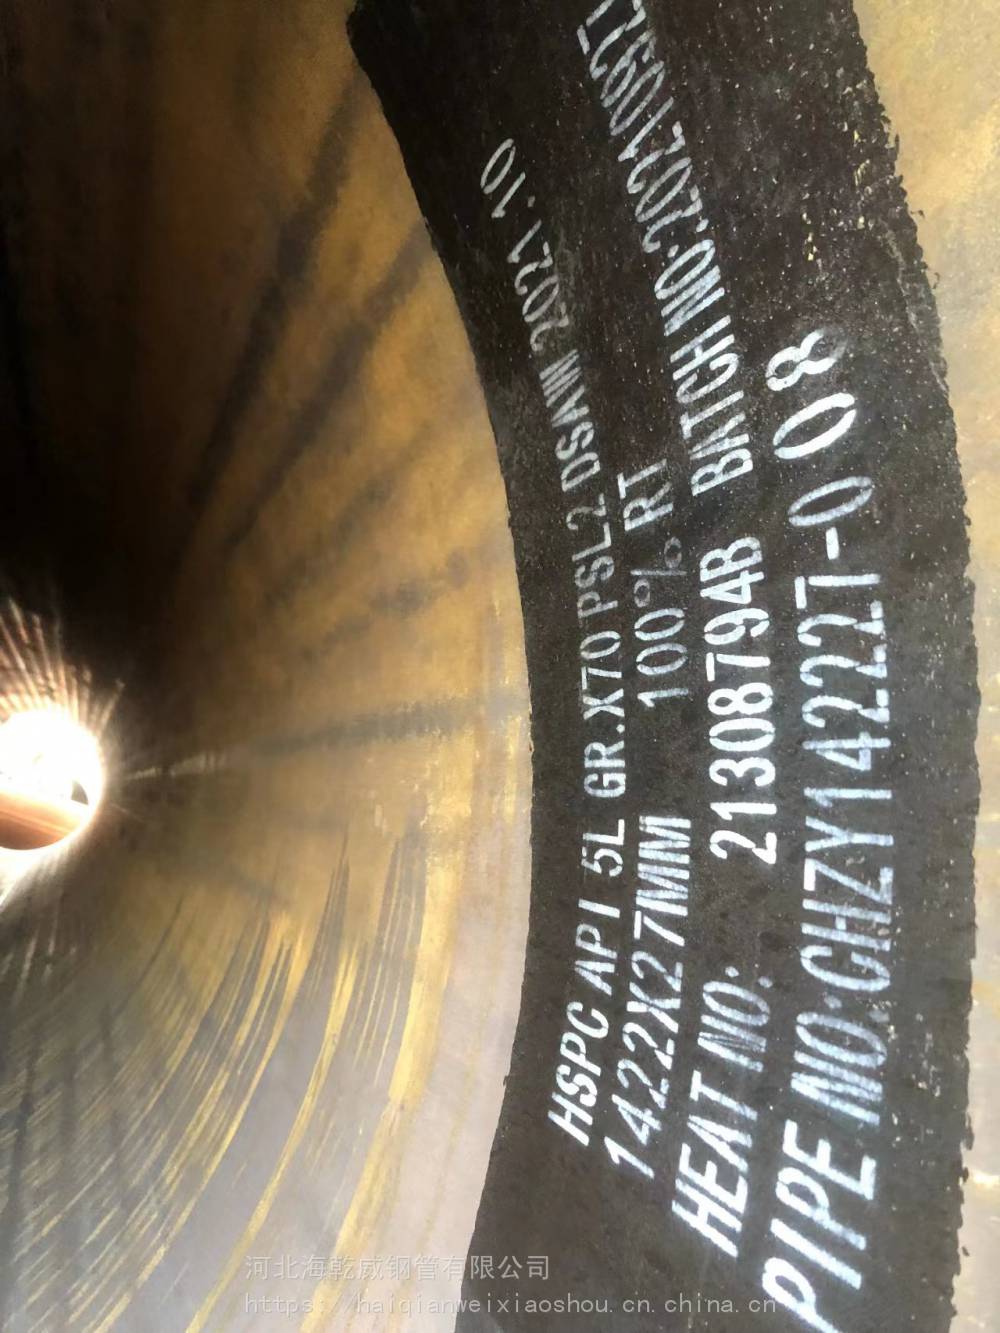 HSPC API 5L GR.X70 PSL2 DSAW 2021.10
1422X27MM 100% RT
HEAT NO: 21308794B BATCH NO:20210927
PIPE NO:CHZY14227-008
河北海乾威钢管有限公司
https://haiqianweixiaoshou.cn.china.cn